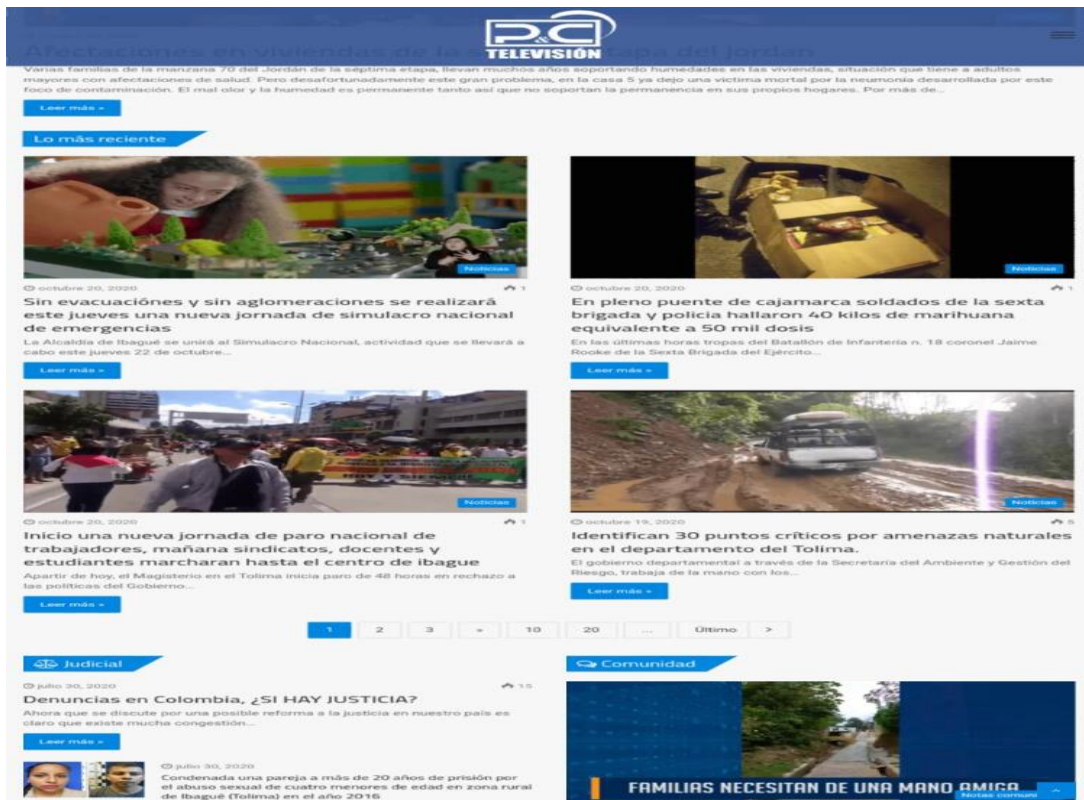 P&C
TELEVISIÓN
Afectaciones en viviendas de la s tapa del jordan
Varias familias de la manzana 70 del Jordán de la séptima etapa, llevan muchos años soportando humedades en las viviendas, situación que tiene a adultos
mayores con afectaciones de salud. Pero desafortunadamente este gran problema, en la casa 5 ya dejo una victima mortal por la neumonía desarrollada por este
foco de contaminación. El mal olor y la humedad es permanente tanto así que no soportan la permanencia en sus propios hogares. Por más de...
Leer más »
Lo más reciente
Noticias
octubre 20, 2020
1
Sin evacuaciónes y sin aglomeraciones se realizará
este jueves una nueva jornada de simulacro nacional
de emergencias
La Alcaldía de Ibagué se unirá al Simulacro Nacional, actividad que se llevará a
cabo este jueves 22 de octubre...
Leer más »
Noticias
octubre 20, 2020
1
En pleno puente de cajamarca soldados de la sexta
brigada y policia hallaron 40 kilos de marihuana
equivalente a 50 mil dosis
En las últimas horas tropas del Batallón de Infantería n. 18 coronel Jaime
Rooke de la Sexta Brigada del Ejército...
Leer más »
Noticias
octubre 20, 2020
1
Inicio una nueva jornada de paro nacional de
trabajadores, mañana sindicatos, docentes y
estudiantes marcharan hasta el centro de ibague
Apartir de hoy, el Magisterio en el Tolima inicia paro de 48 horas en rechazo a
las políticas del Gobierno...
Leer más »
Noticias
octubre 19, 2020
5
Identifican 30 puntos críticos por amenazas naturales
en el departamento del Tolima.
El gobierno departamental a través de la Secretaría del Ambiente y Gestión del
Riesgo, trabaja de la mano con los...
Leer más »
1 2 3 » 10 20 ... Último >
Judicial
julio 30, 2020
15
Denuncias en Colombia, ¿SI HAY JUSTICIA?
Ahora que se discute por una posible reforma a la justicia en nuestro país es
claro que existe mucha congestión...
Leer más »
julio 30, 2020
Condenada una pareja a más de 20 años de prisión por
el abuso sexual de cuatro menores de edad en zona rural
de Ibagué (Tolima) en el año 2016
Comunidad
FAMILIAS NECESITAN DE UNA MANO AMIGA
Notas comuni